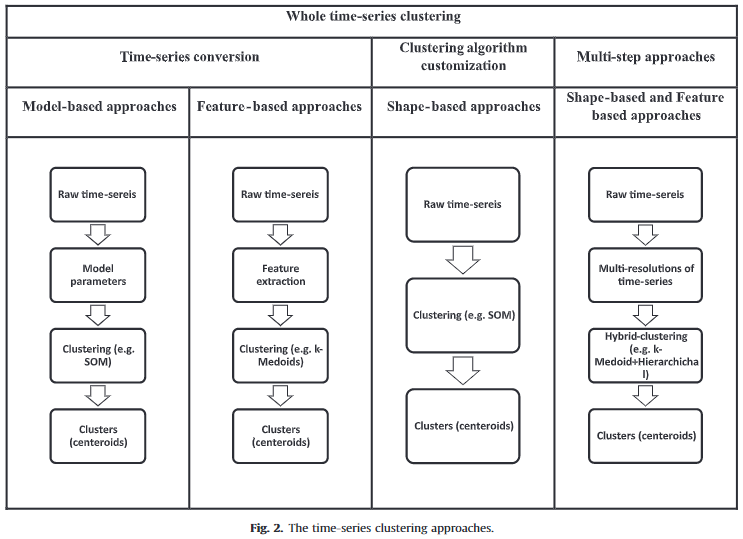 Whole time-series clustering
Time-series conversion
Clustering algorithm
customization
Multi-step approaches
Model-based approaches
Feature-based approaches
Shape-based approaches
Shape-based and Feature
based approaches
Raw time-sereis
Model
parameters
Clustering (e.g.
SOM)
Clusters
(centeroids)
Raw time-sereis
Feature
extraction
Clustering (e.g. k-
Medoids)
Clusters
(centeroids)
Raw time-sereis
Clustering (e.g. SOM)
Clusters (centeroids)
Raw time-sereis
Multi-resolutions of
time-series
Hybrid-clustering
(e.g. k-
Medoid+Hierarchicha
l)
Clusters (centeroids)
Fig. 2. The time-series clustering approaches.